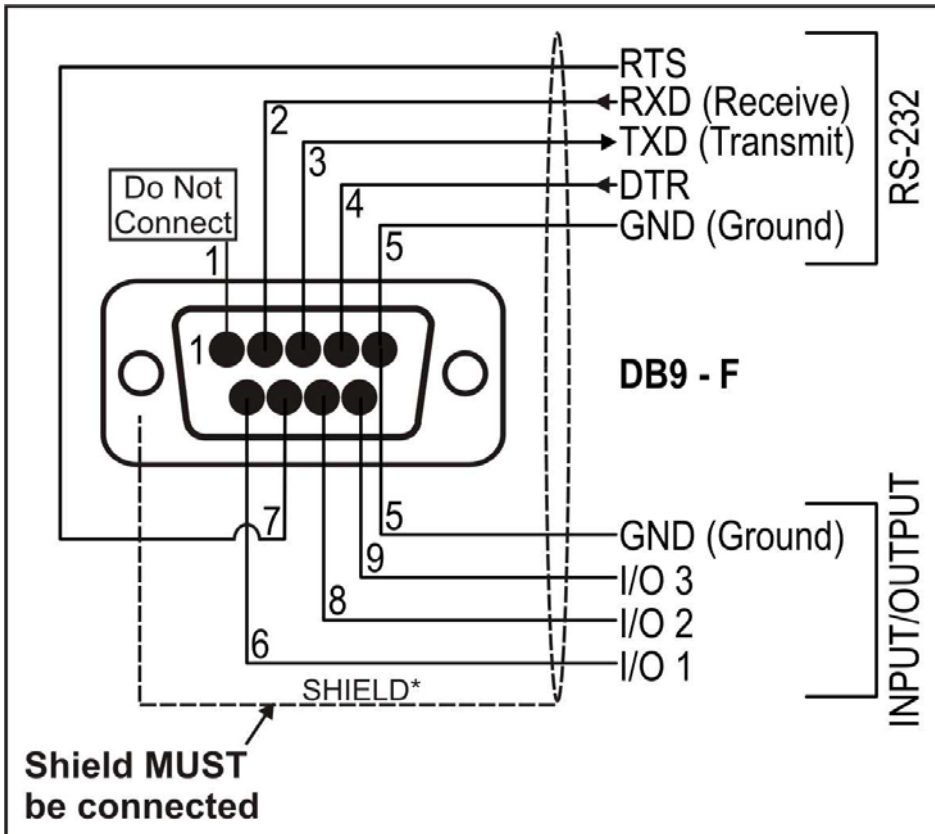 RTS
RXD (Receive)
TXD (Transmit)
DTR
GND (Ground)
RS-232
2
3
4
5
Do Not
Connect
1
1
DB9 - F
7
5
9
8
6
GND (Ground)
I/O 3
I/O 2
I/O 1
INPUT/OUTPUT
SHIELD*
Shield MUST
be connected